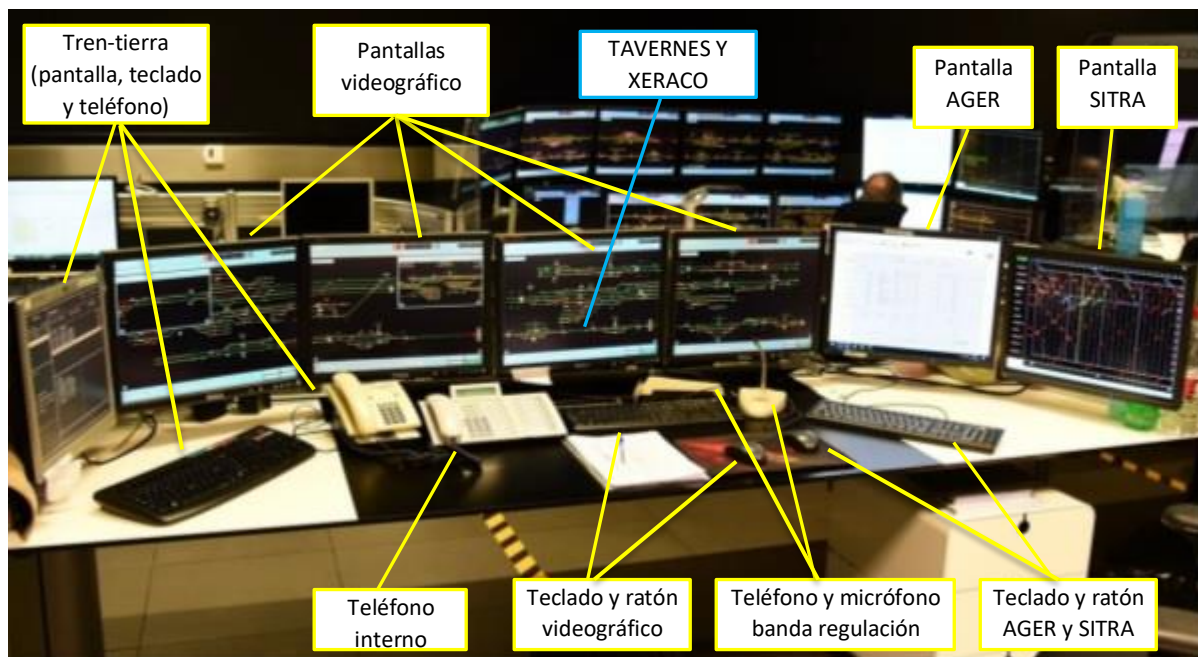 Tren-tierra
(pantalla, teclado
y teléfono)
Pantallas
videográfico
TAVERNES Y
XERACO
Pantalla
AGER
Pantalla
SITRA
Teléfono
interno
Teclado y ratón
videográfico
Teléfono y micrófono
banda regulación
Teclado y ratón
AGER y SITRA